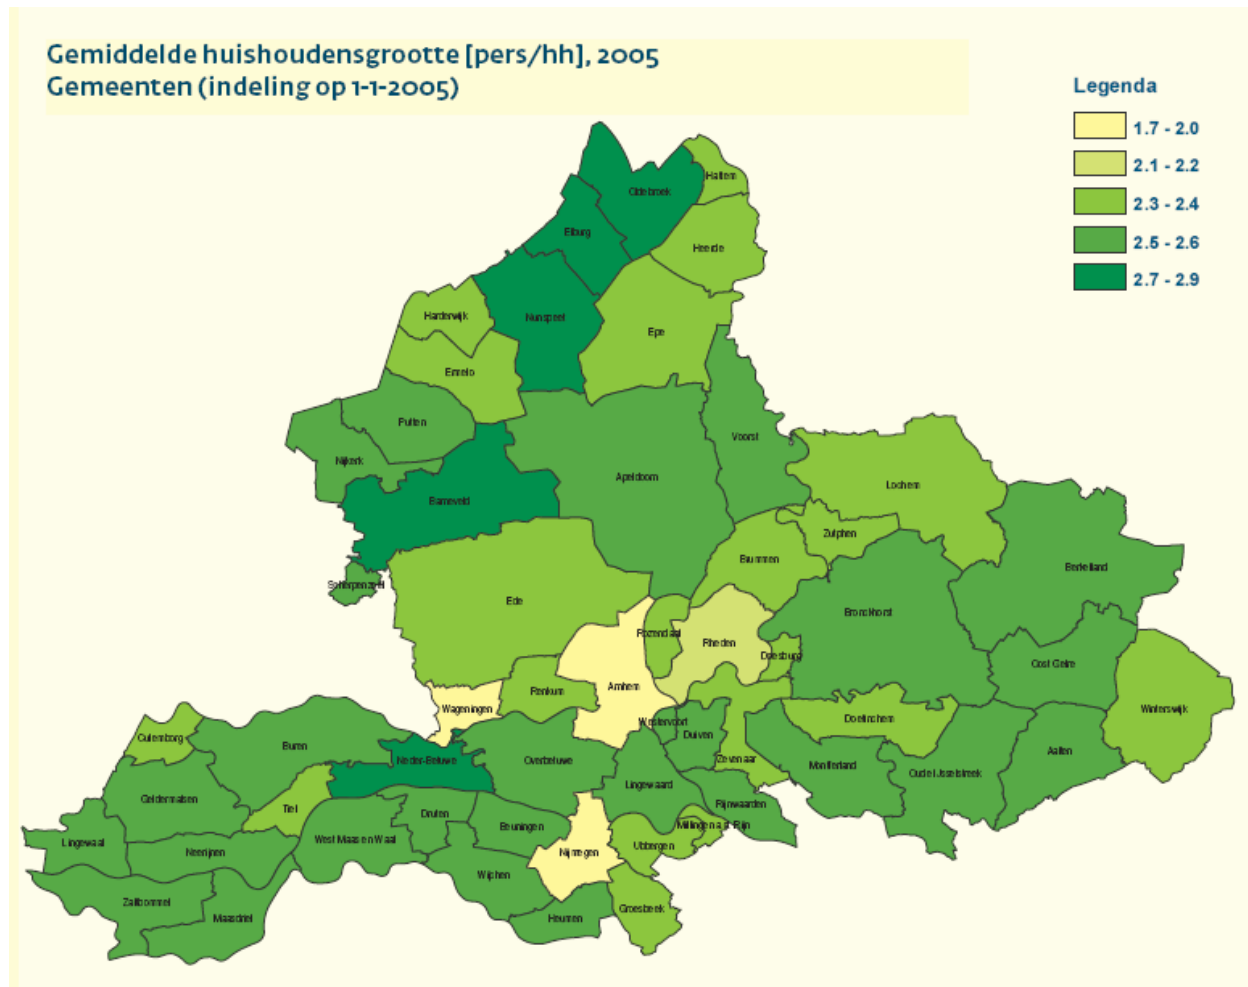 Gemiddelde huishoudensgrootte [pers/hh], 2005
Gemeenten (indeling op 1-1-2005)
Legenda
1.7 - 2.0
2.1 - 2.2
2.3 - 2.4
2.5 - 2.6
2.7 - 2.9
Hattem
Oldebroek
Elburg
Heerde
Harderwijk
Nunspeet
Epe
Ermelo
Putten
Voorst
Nijkerk
Apeldoorn
Lochem
Barneveld
Zutphen
Brummen
Berkelland
Scherpenzeel
Ede
Bronckhorst
Rozendaal
Rheden
Doesburg
Oost Gelre
Renkum
Arnhem
Wageningen
Winterswijk
Westervoort
Doetinchem
Duiven
Culemborg
Buren
Neder-Betuwe
Overbetuwe
Zevenaar
Montferland
Aalten
Oude IJsselstreek
Lingewaard
Geldermalsen
Tiel
Rijnwaarden
Druten
Beuningen
Millingen a/d Rijn
Lingewaal
West Maas en Waal
Neerijnen
Ubbergen
Nijmegen
Wijchen
Zaltbommel
Maasdriel
Heumen
Groesbeek